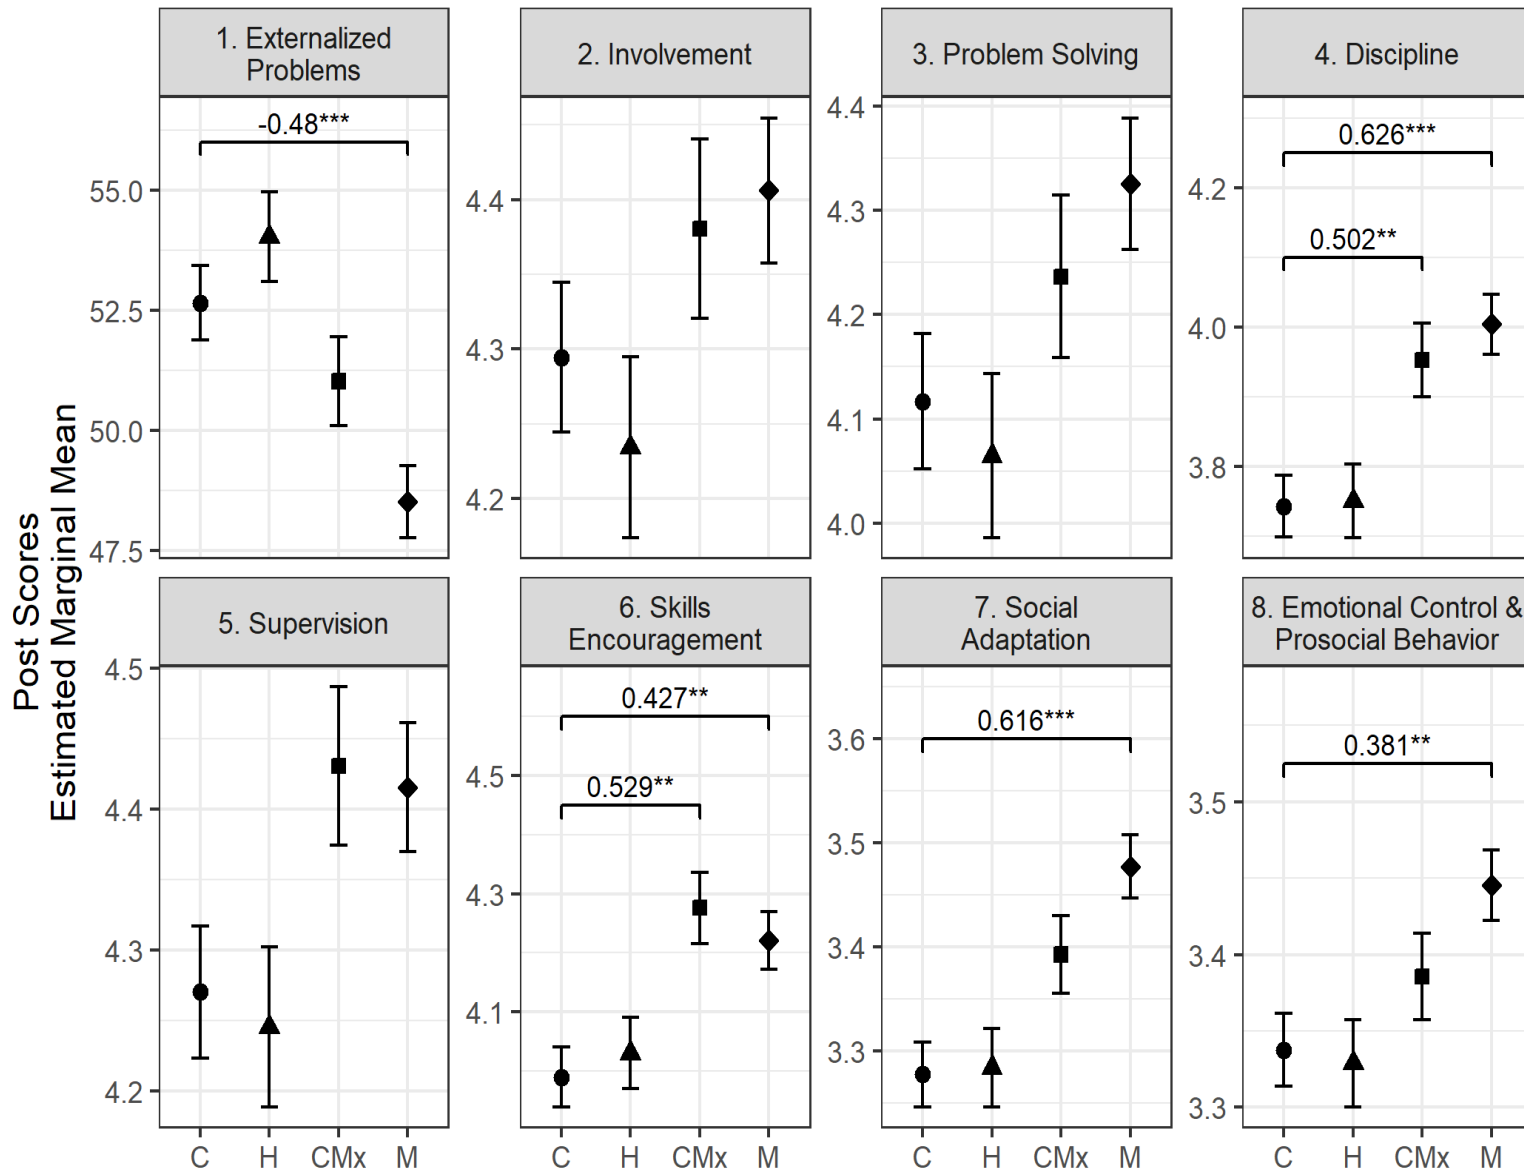 1. Externalized
Problems
2. Involvement
3. Problem Solving
4. Discipline
-0.48***
55.0
52.5
50.0
47.5
4.4
4.3
4.2
4.4
4.3
4.2
4.1
4.0
0.626***
0.502**
4.2
4.0
3.8
Post Scores
Estimated Marginal Mean
5. Supervision
6. Skills
Encouragement
7. Social
Adaptation
8. Emotional Control &
Prosocial Behavior
4.5
4.4
4.3
4.2
0.427**
0.529**
4.5
4.3
4.1
0.616***
3.6
3.5
3.4
3.3
0.381**
3.5
3.4
3.3
C H CMx M
C H CMx M
C H CMx M
C H CMx M